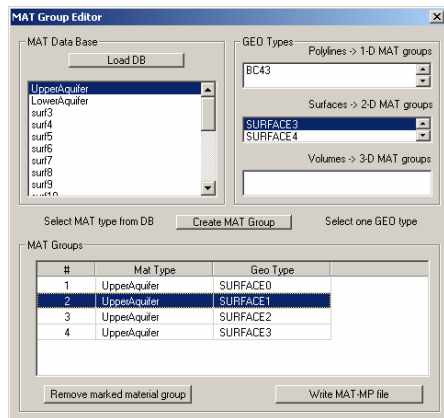 MAT Group Editor
MAT Data Base
Load DB
UpperAquifer
LowerAquifer
surf3
surf4
surf5
surf6
surf7
surf8
surf9
surf10
GEO Types
Polylines -> 1-D MAT groups
BC43
Surfaces -> 2-D MAT groups
SURFACE3
SURFACE4
Volumes -> 3-D MAT groups
Select MAT type from DB
Create MAT Group
Select one GEO type
MAT Groups
# Mat Type Geo Type
1 UpperAquifer SURFACE0
2 UpperAquifer SURFACE1
3 UpperAquifer SURFACE2
4 UpperAquifer SURFACE3
Remove marked material group
Write MAT-MP file